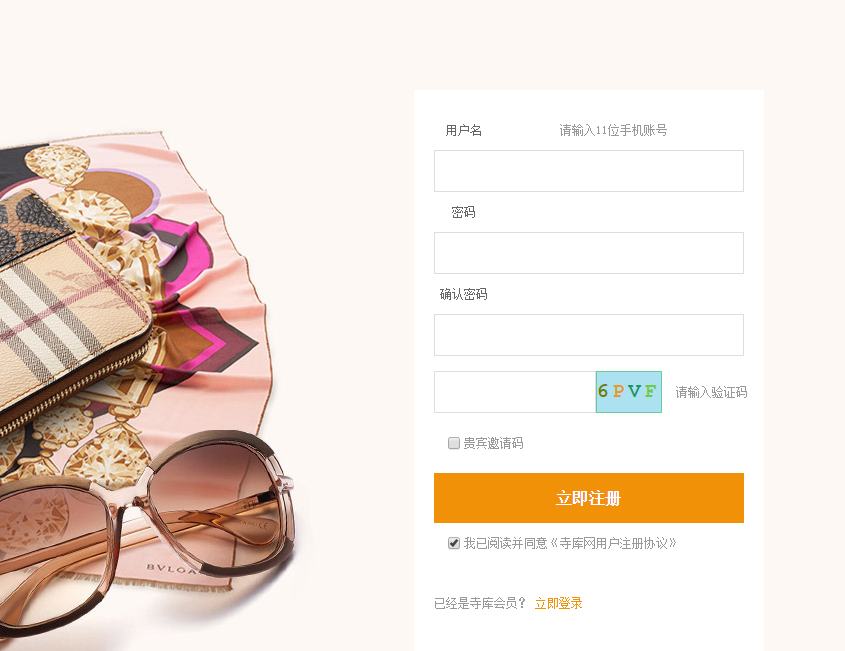 用户名 请输入11位手机账号
密码
确认密码
6PVF 请输入验证码
贵宾邀请码
立即注册
我已阅读并同意《寺库网用户注册协议》
已经是寺库会员? 立即登录
BVLGA